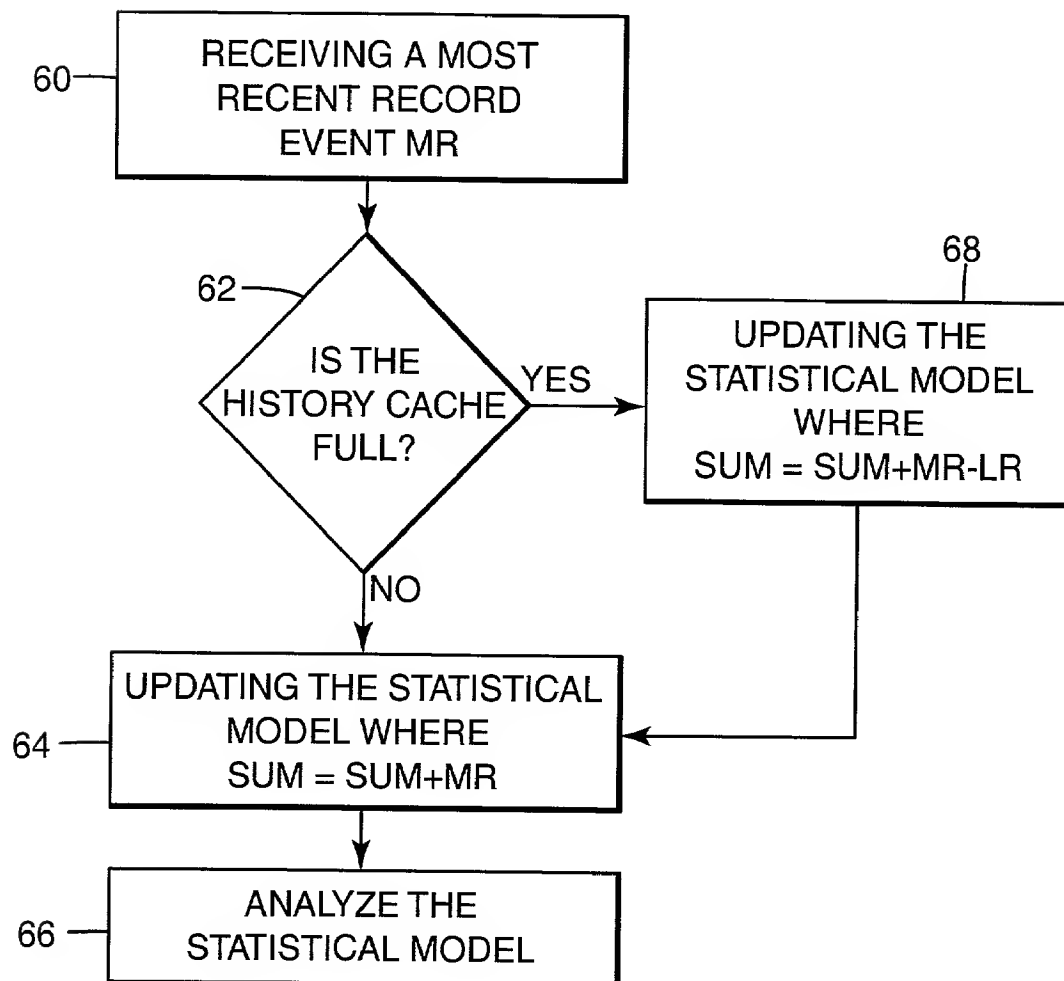 60
RECEIVING A MOST
RECENT RECORD
EVENT MR
62
IS THE
HISTORY CACHE
FULL?
YES
68
UPDATING THE
STATISTICAL MODEL
WHERE
SUM = SUM+MR-LR
NO
64
UPDATING THE STATISTICAL
MODEL WHERE
SUM = SUM+MR
66
ANALYZE THE
STATISTICAL MODEL